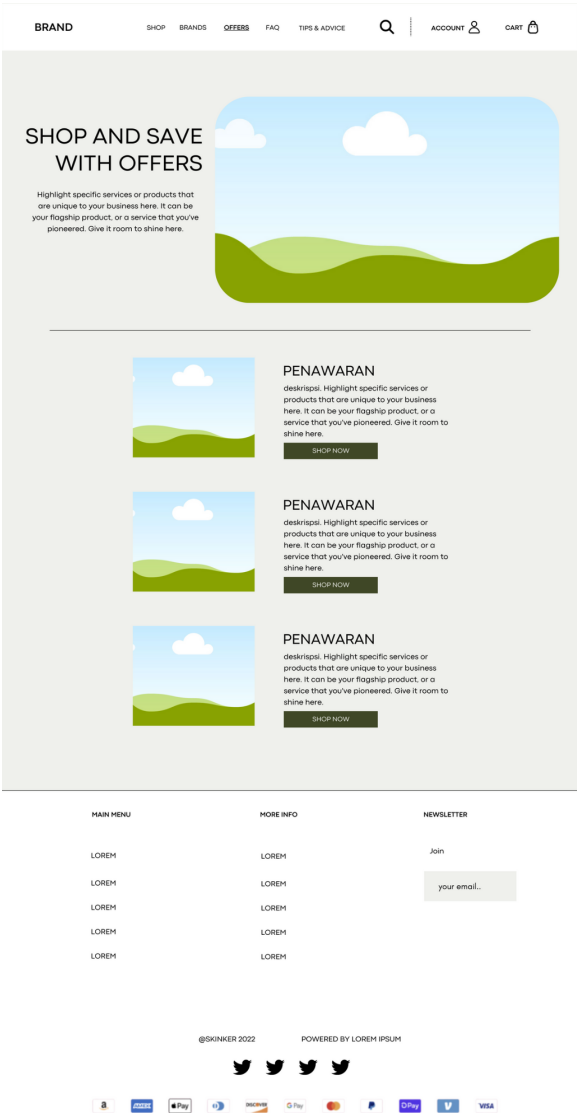 BRAND
SHOP BRANDS OFFERS FAQ TIPS & ADVICE ACCOUNT CART
SHOP AND SAVE
WITH OFFERS
Highlight specific services or products that
are unique to your business here. It can be
your flagship product, or a service that you've
pioneered. Give it room to shine here.
PENAWARAN
deskrispsi. Highlight specific services or
products that are unique to your business
here. It can be your flagship product, or a
service that you've pioneered. Give it room to
shine here.
SHOP NOW
PENAWARAN
deskrispsi. Highlight specific services or
products that are unique to your business
here. It can be your flagship product, or a
service that you've pioneered. Give it room to
shine here.
SHOP NOW
PENAWARAN
deskrispsi. Highlight specific services or
products that are unique to your business
here. It can be your flagship product, or a
service that you've pioneered. Give it room to
shine here.
SHOP NOW
MAIN MENU
LOREM
LOREM
LOREM
LOREM
LOREM
MORE INFO
LOREM
LOREM
LOREM
LOREM
LOREM
NEWSLETTER
Join
your email..
@SKINKER 2022 POWERED BY LOREM IPSUM
a AMEX Pay DISCOVER G Pay OPay V VISA